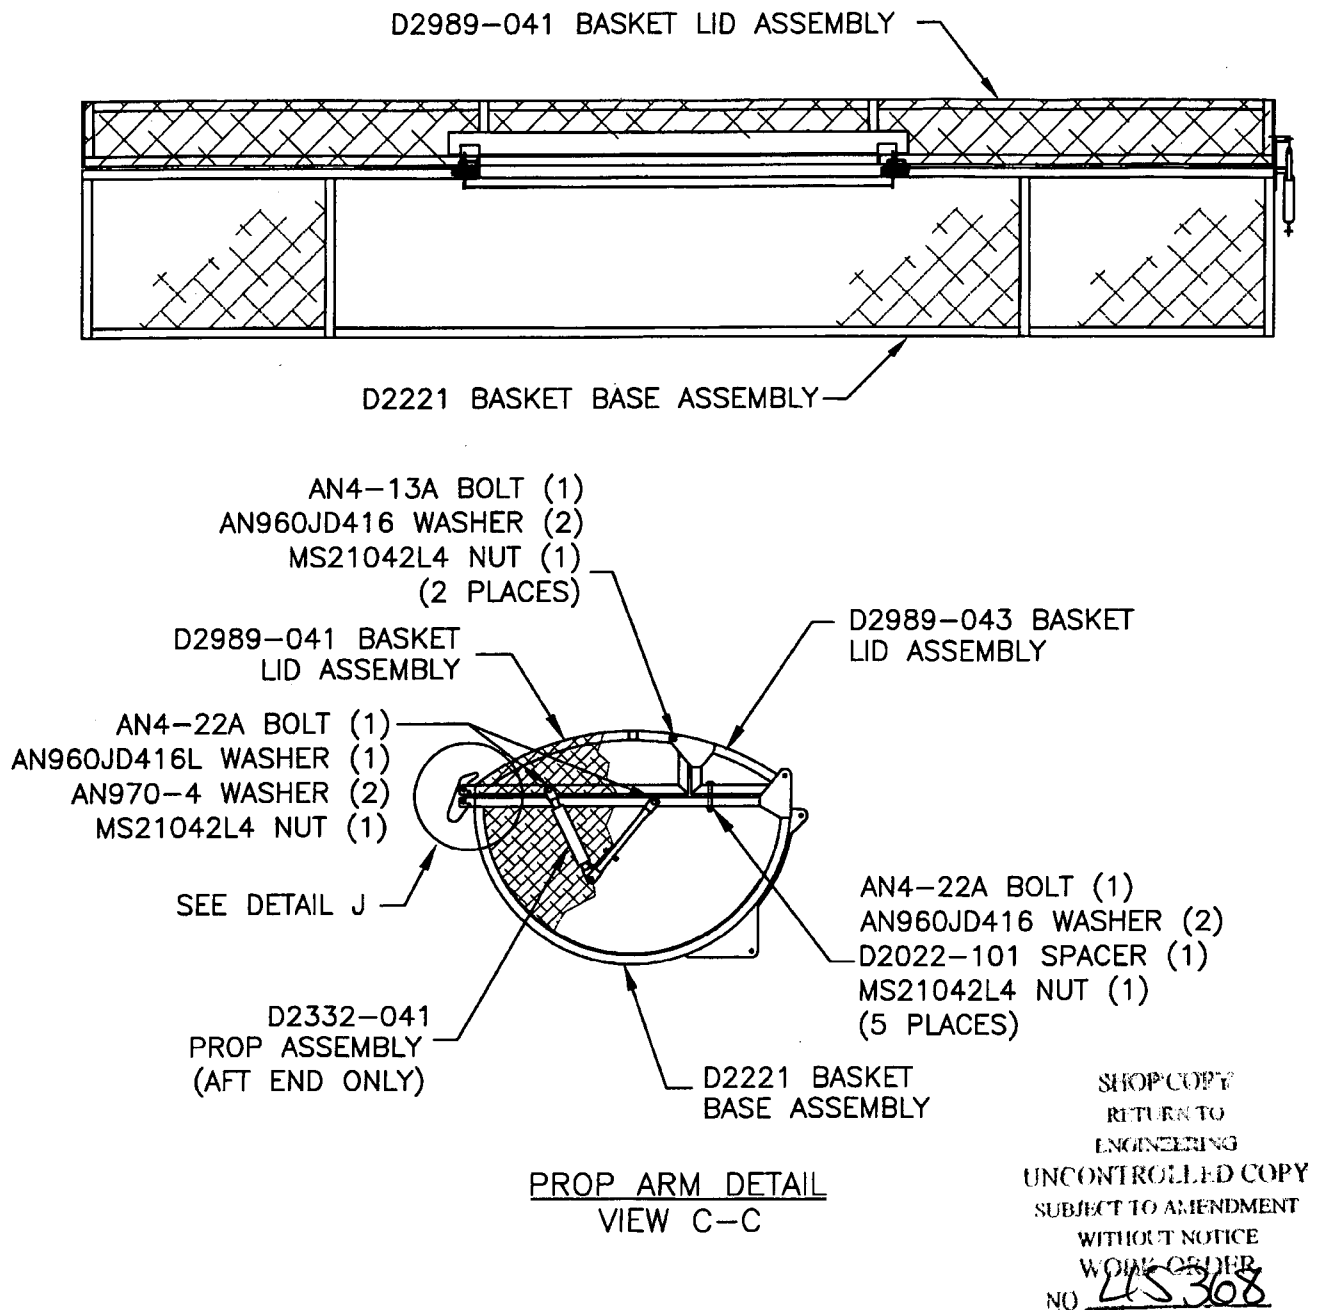 D2989-041 BASKET LID ASSEMBLY
D2221 BASKET BASE ASSEMBLY
AN4-13A BOLT (1)
AN960JD416 WASHER (2)
MS21042L4 NUT (1)
(2 PLACES)
D2989-041 BASKET
LID ASSEMBLY
D2989-043 BASKET
LID ASSEMBLY
AN4-22A BOLT (1)
AN960JD416L WASHER (1)
AN970-4 WASHER (2)
MS21042L4 NUT (1)
SEE DETAIL J
AN4-22A BOLT (1)
AN960JD416 WASHER (2)
D2022-101 SPACER (1)
MS21042L4 NUT (1)
(5 PLACES)
D2332-041
PROP ASSEMBLY
(AFT END ONLY)
D2221 BASKET
BASE ASSEMBLY
PROP ARM DETAIL
VIEW C-C
SHOP COPY
RETURN TO
ENGINEERING
UNCONTROLLED COPY
SUBJECT TO AMENDMENT
WITHOUT NOTICE
WORK ORDER
NO